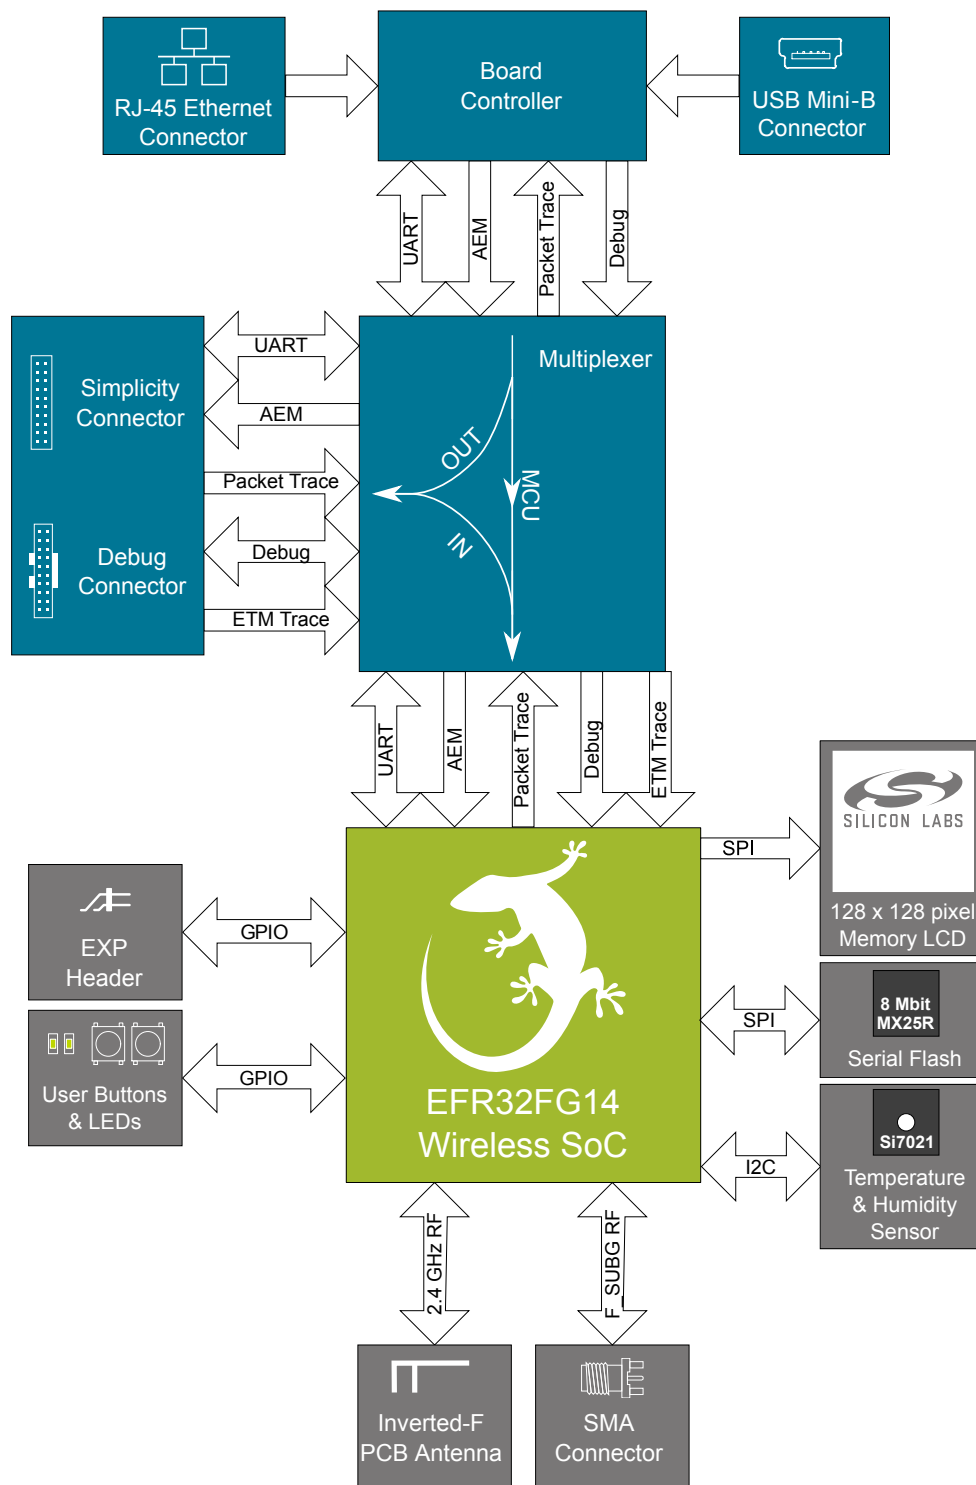 RJ-45 Ethernet
Connector
Board
Controller
USB Mini-B
Connector
UART
AEM
Packet Trace
Debug
Simplicity
Connector
Debug
Connector
UART
AEM
Packet Trace
Debug
ETM Trace
Multiplexer
OUT
MCU
IN
UART
AEM
Packet Trace
Debug
ETM Trace
EXP
Header
GPIO
User Buttons
& LEDs
GPIO
EFR32FG14
Wireless SoC
SPI
SILICON LABS
128 x 128 pixel
Memory LCD
SPI
8 Mbit
MX25R
Serial Flash
I2C
Si7021
Temperature
& Humidity
Sensor
2.4 GHz RF
F_SUBG RF
Inverted-F
PCB Antenna
SMA
Connector